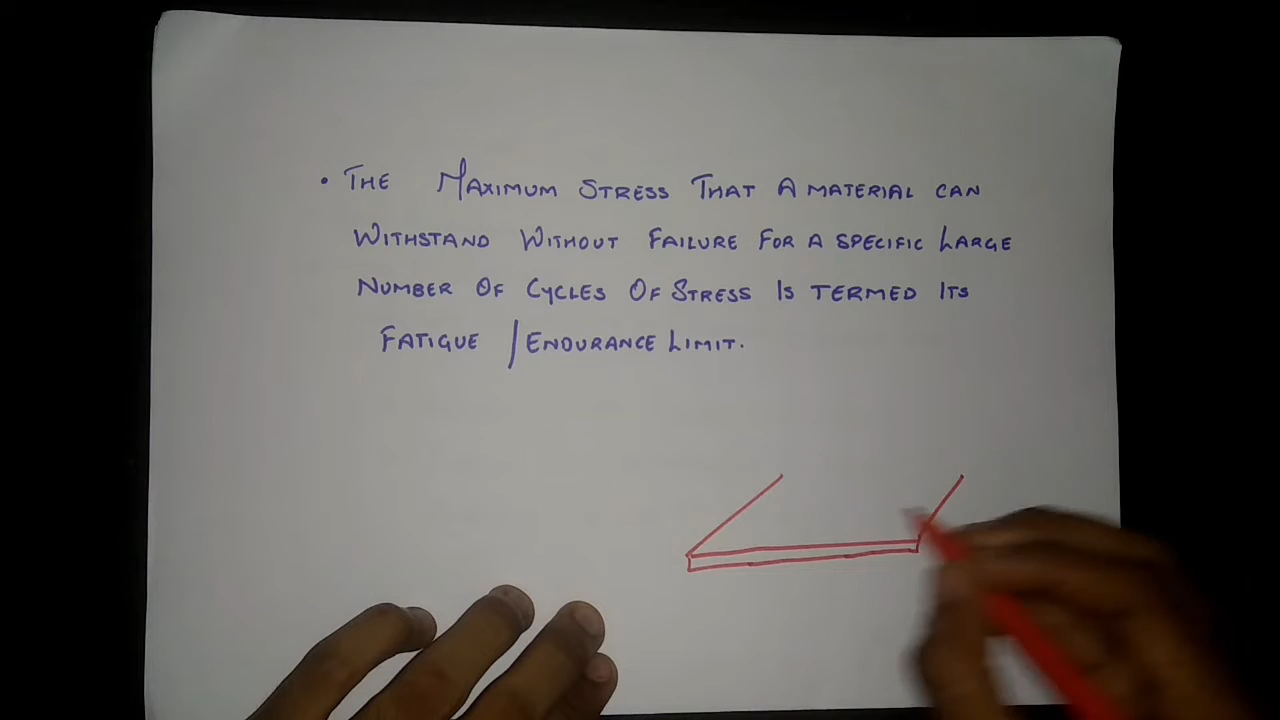 • THE MAXIMUM STRESS THAT A MATERIAL CAN
WITHSTAND WITHOUT FAILURE FOR A SPECIFIC LARGE
NUMBER OF CYCLES OF STRESS IS TERMED ITS
FATIGUE / ENDURANCE LIMIT.